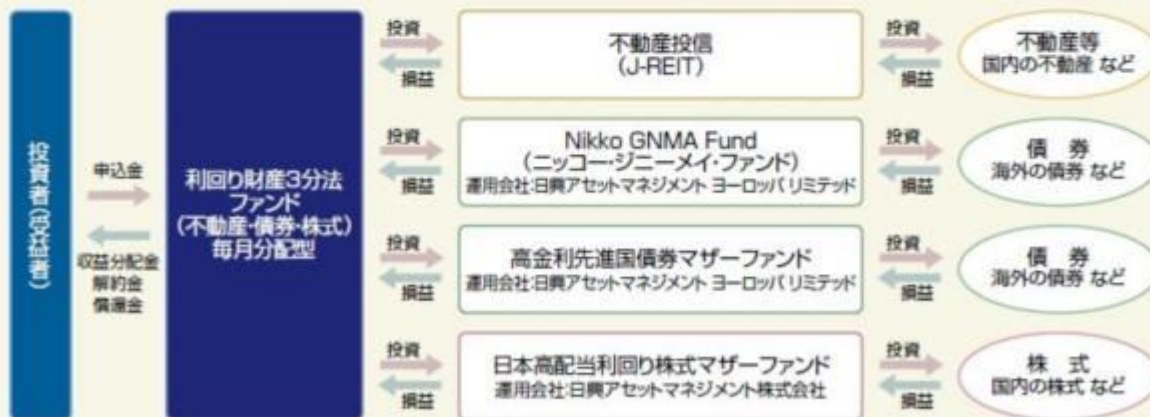 投資者(受益者)
申込金
収益分配金
解約金
償還金
利回り財産3分法
ファンド
(不動産・債券・株式)
毎月分配型
投資
損益
不動産投信
(J-REIT)
投資
損益
不動産等
国内の不動産 など
投資
損益
Nikko GNMA Fund
(ニッコー・ジニーメイ・ファンド)
運用会社:日興アセットマネジメント ヨーロッパ リミテッド
投資
損益
債 券
海外の債券 など
投資
損益
高金利先進国債券マザーファンド
運用会社:日興アセットマネジメント ヨーロッパ リミテッド
投資
損益
債 券
海外の債券 など
投資
損益
日本高配当利回り株式マザーファンド
運用会社:日興アセットマネジメント株式会社
投資
損益
株 式
国内の株式 など